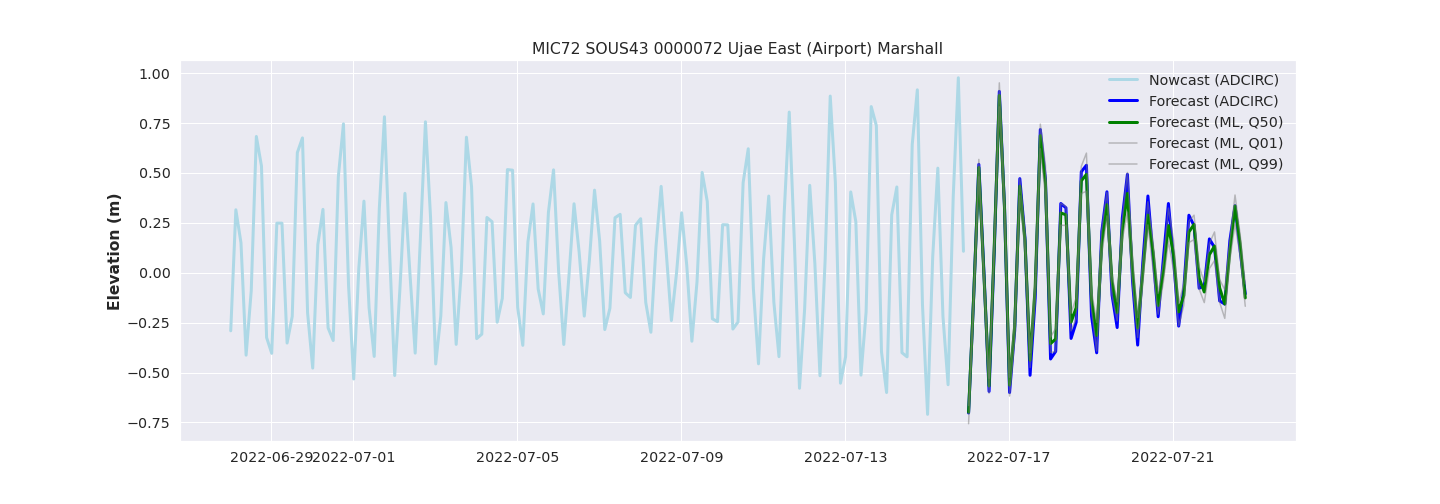 MIC72 SOUS43 0000072 Ujae East (Airport) Marshall
Elevation (m)
1.00
0.75
0.50
0.25
0.00
−0.25
−0.50
−0.75
Nowcast (ADCIRC)
Forecast (ADCIRC)
Forecast (ML, Q50)
Forecast (ML, Q01)
Forecast (ML, Q99)
2022-06-29 2022-07-01 2022-07-05 2022-07-09 2022-07-13 2022-07-17 2022-07-21